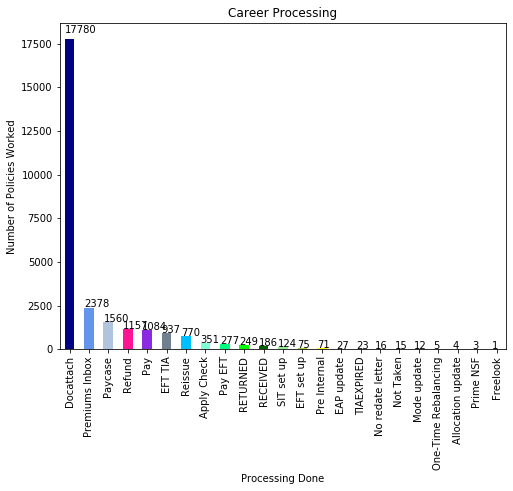 Career Processing
Number of Policies Worked
17500
15000
12500
10000
7500
5000
2500
0
17780
2378
1560
1157
1084
937
770
351
277
249
186
124
75
71
27
23
16
15
12
5
4
3
1
Docattach
Premiums Inbox
Paycase
Refund
Pay
EFT TIA
Reissue
Apply Check
Pay EFT
RETURNED
RECEIVED
SIT set up
EFT set up
Pre Internal
EAP update
TIAEXPIRED
No redate letter
Not Taken
Mode update
One-Time Rebalancing
Allocation update
Prime NSF
Freelook
Processing Done